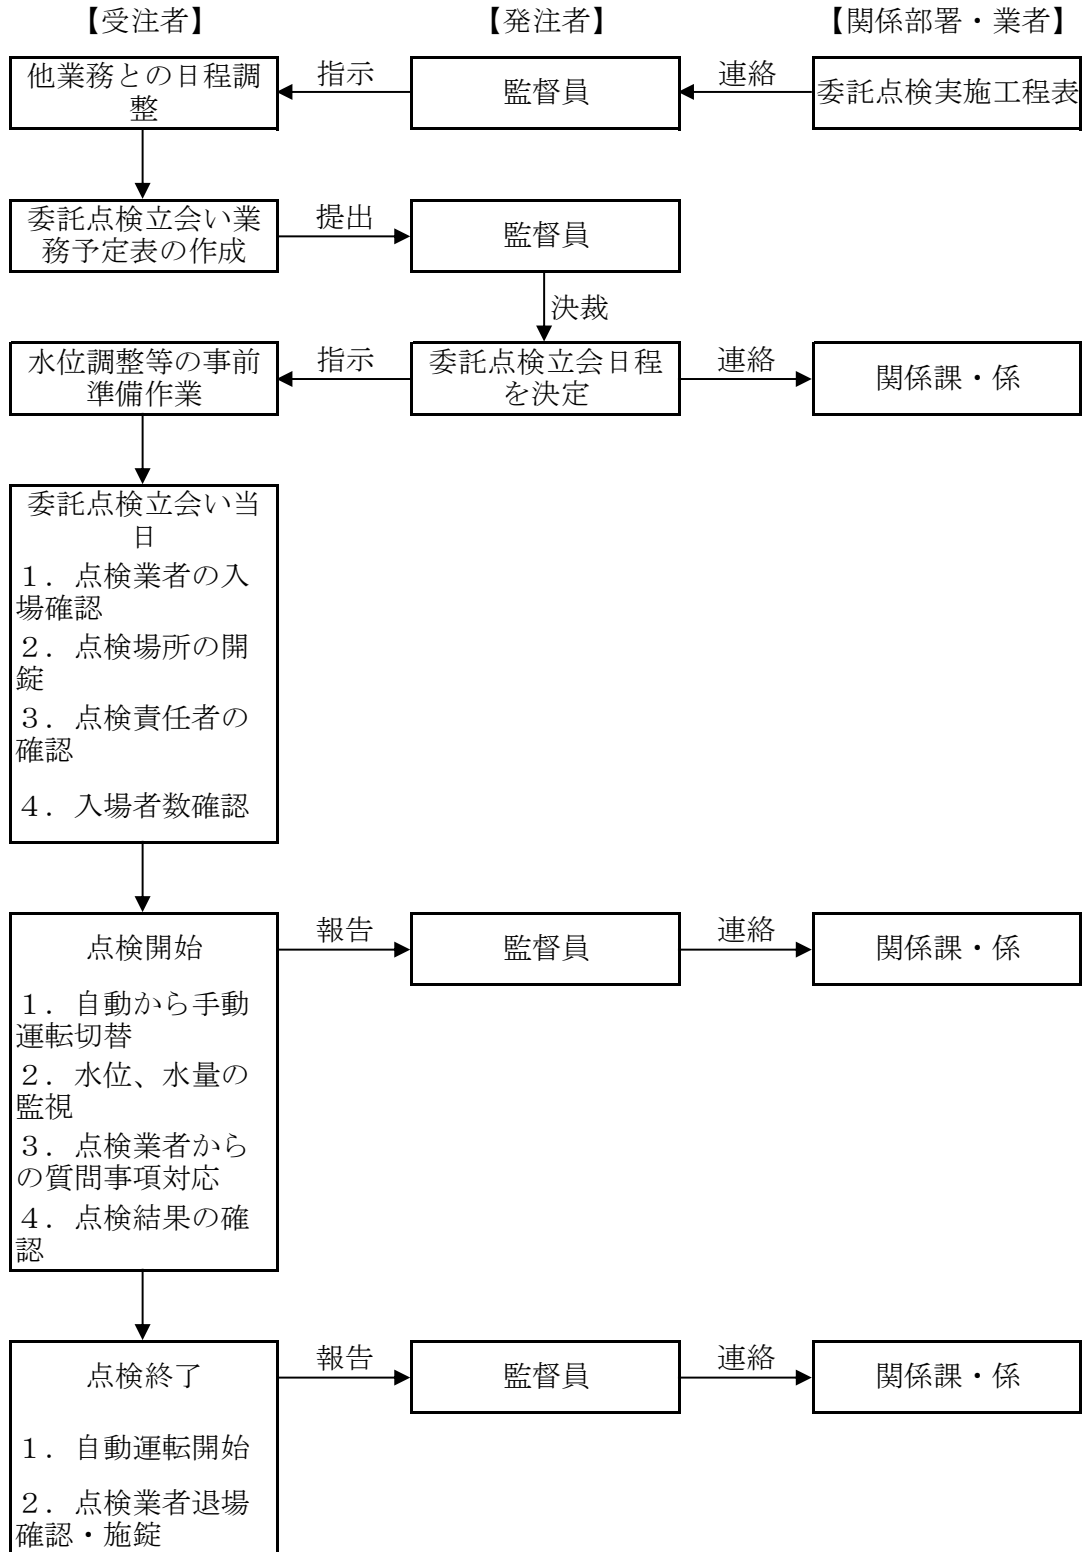 【受注者】
【発注者】
【関係部署・業者】
他業務との日程調
整
指示
監督員
連絡
委託点検実施工程表
委託点検立会い業
務予定表の作成
提出
監督員
決裁
水位調整等の事前
準備作業
指示
委託点検立会日程
を決定
連絡
関係課・係
委託点検立会い当
日
１．点検業者の入
場確認
２．点検場所の開
錠
３．点検責任者の
確認
４．入場者数確認
点検開始
報告
監督員
連絡
関係課・係
１．自動から手動
運転切替
２．水位、水量の
監視
３．点検業者から
の質問事項対応
４．点検結果の確
認
点検終了
報告
監督員
連絡
関係課・係
１．自動運転開始
２．点検業者退場
確認・施錠